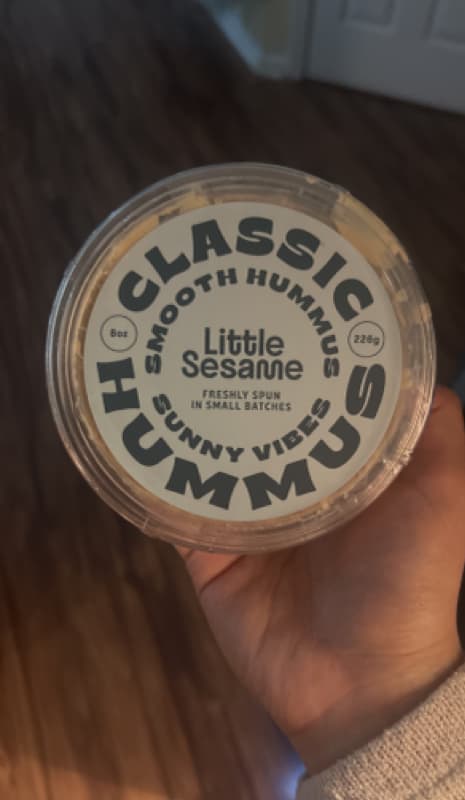 CLASSIC
SMOOTH HUMMUS
8oz
226g
Little
Sesame
FRESHLY SPUN
IN SMALL BATCHES
SUNNY VIBES
HUMMUS